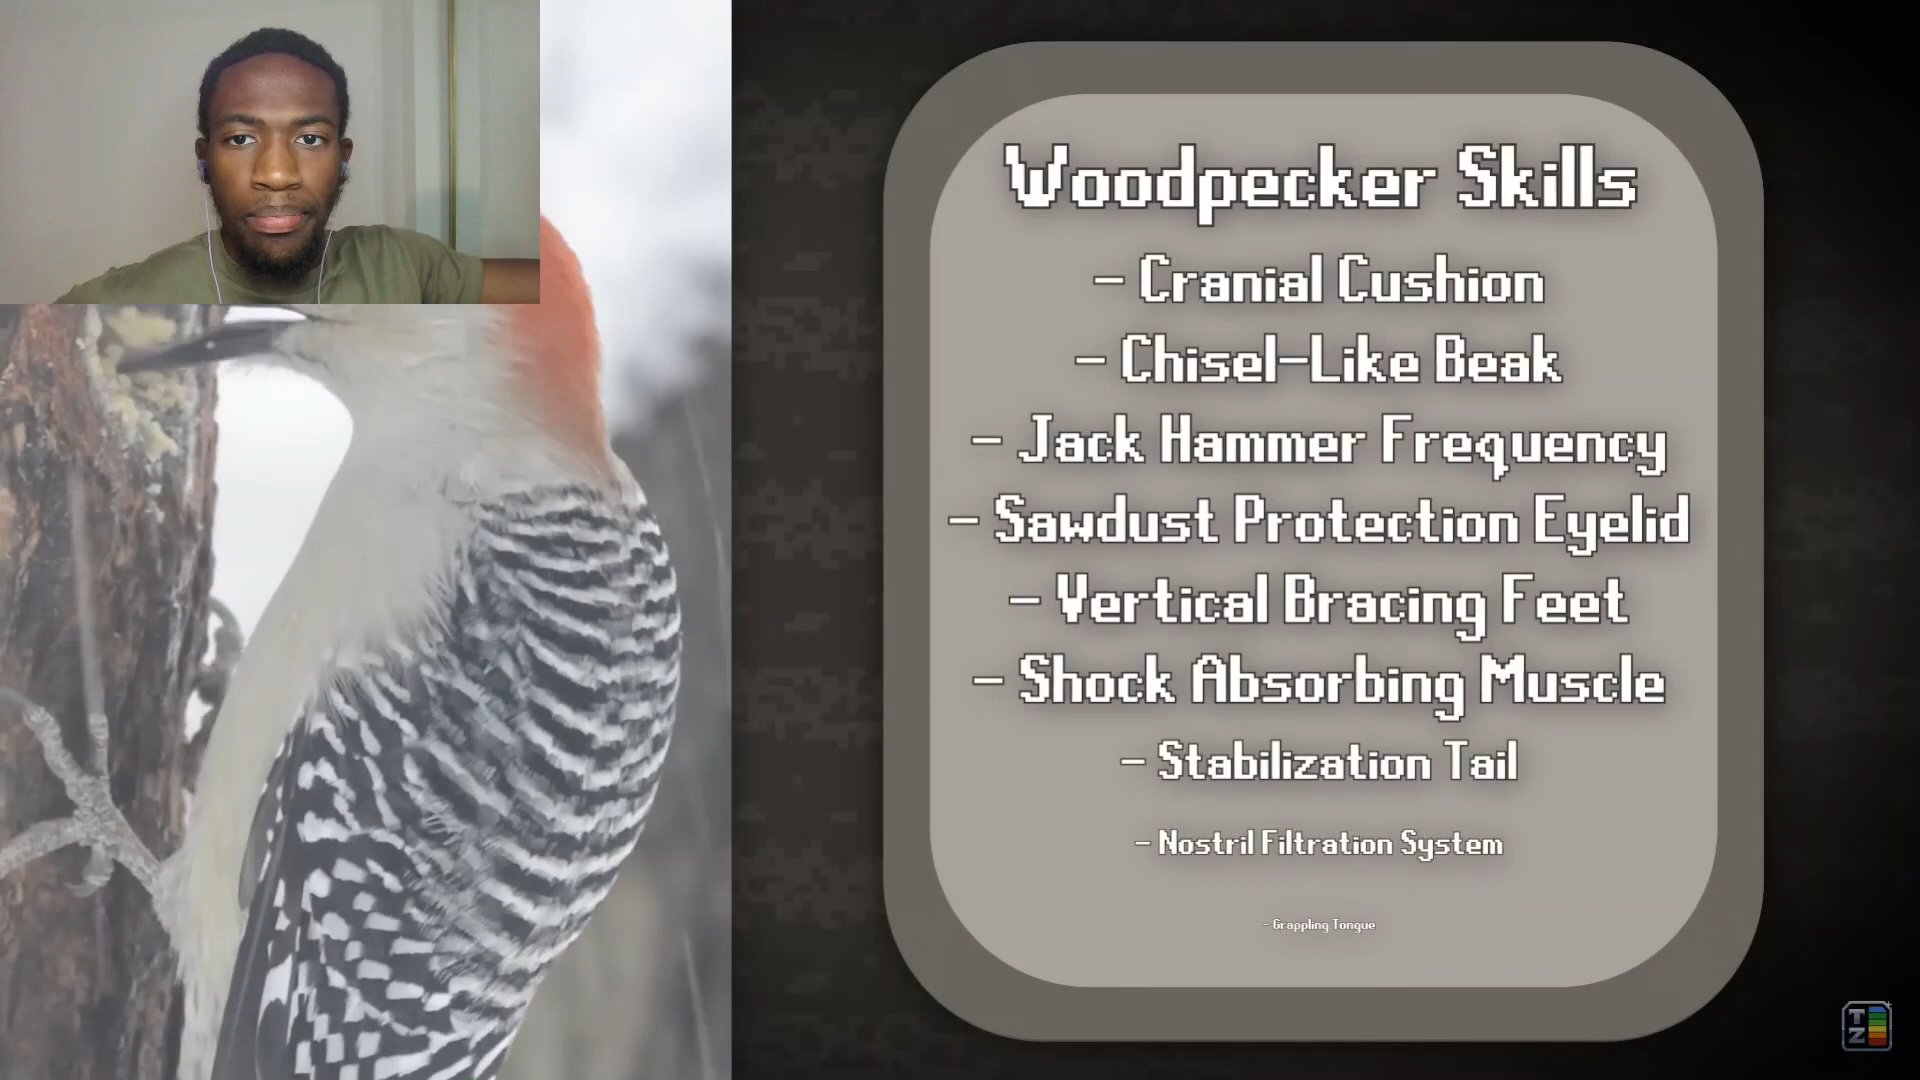 Woodpecker Skills
- Cranial Cushion
- Chisel-Like Beak
- Jack Hammer Frequency
- Sawdust Protection Eyelid
- Vertical Bracing Feet
- Shock Absorbing Muscle
- Stabilization Tail
- Nostril Filtration System
- Grappling Tongue
TZ